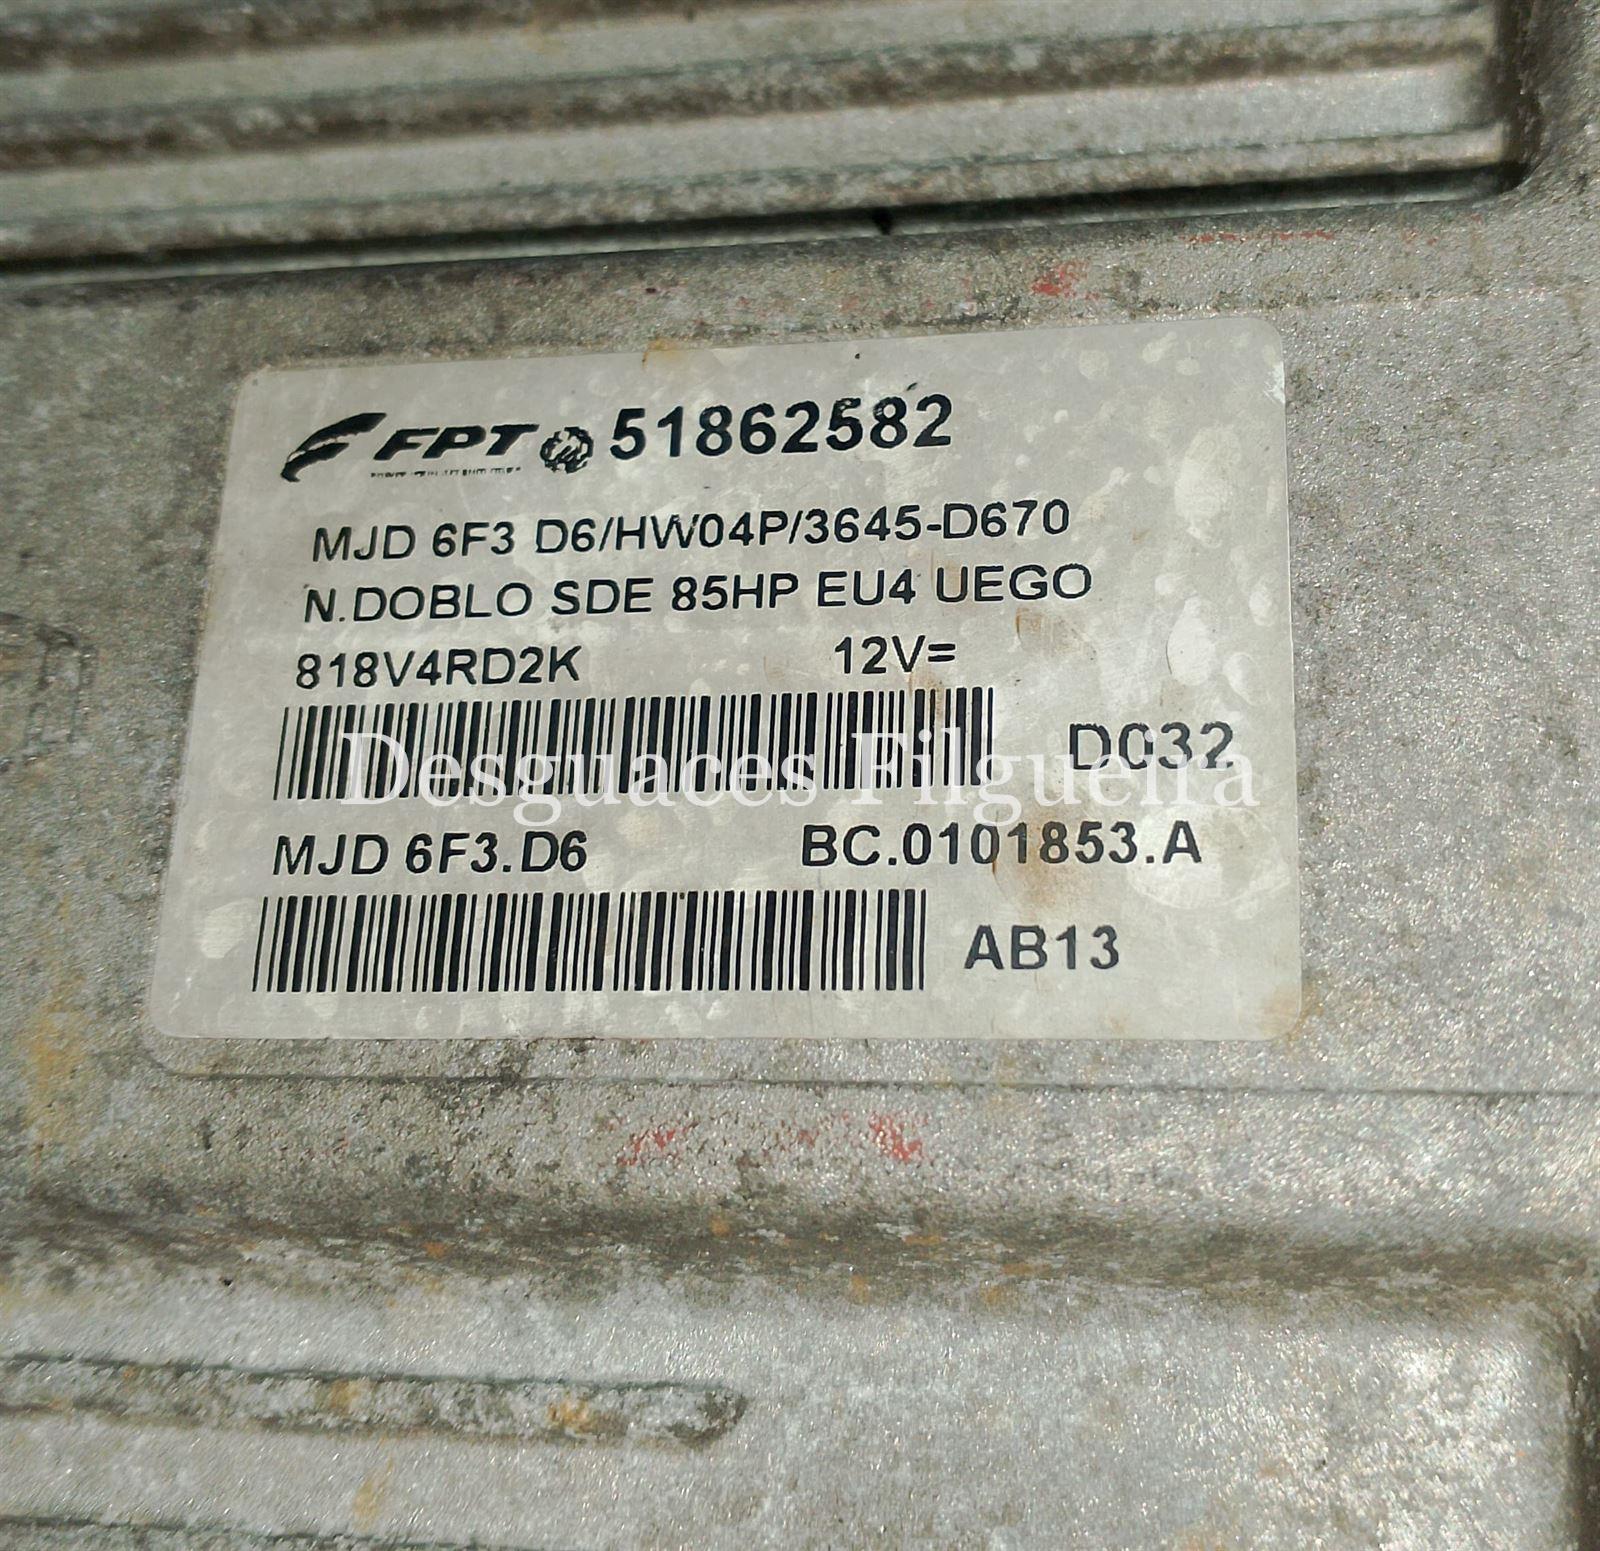 FPT 51862582
MJD 6F3 D6/HW04P/3645-D670
N.DOBLO SDE 85HP EU4 UEGO
818V4RD2K 12V=
D032
Desguaces Filgueira
MJD 6F3.D6 BC.0101853.A
AB13